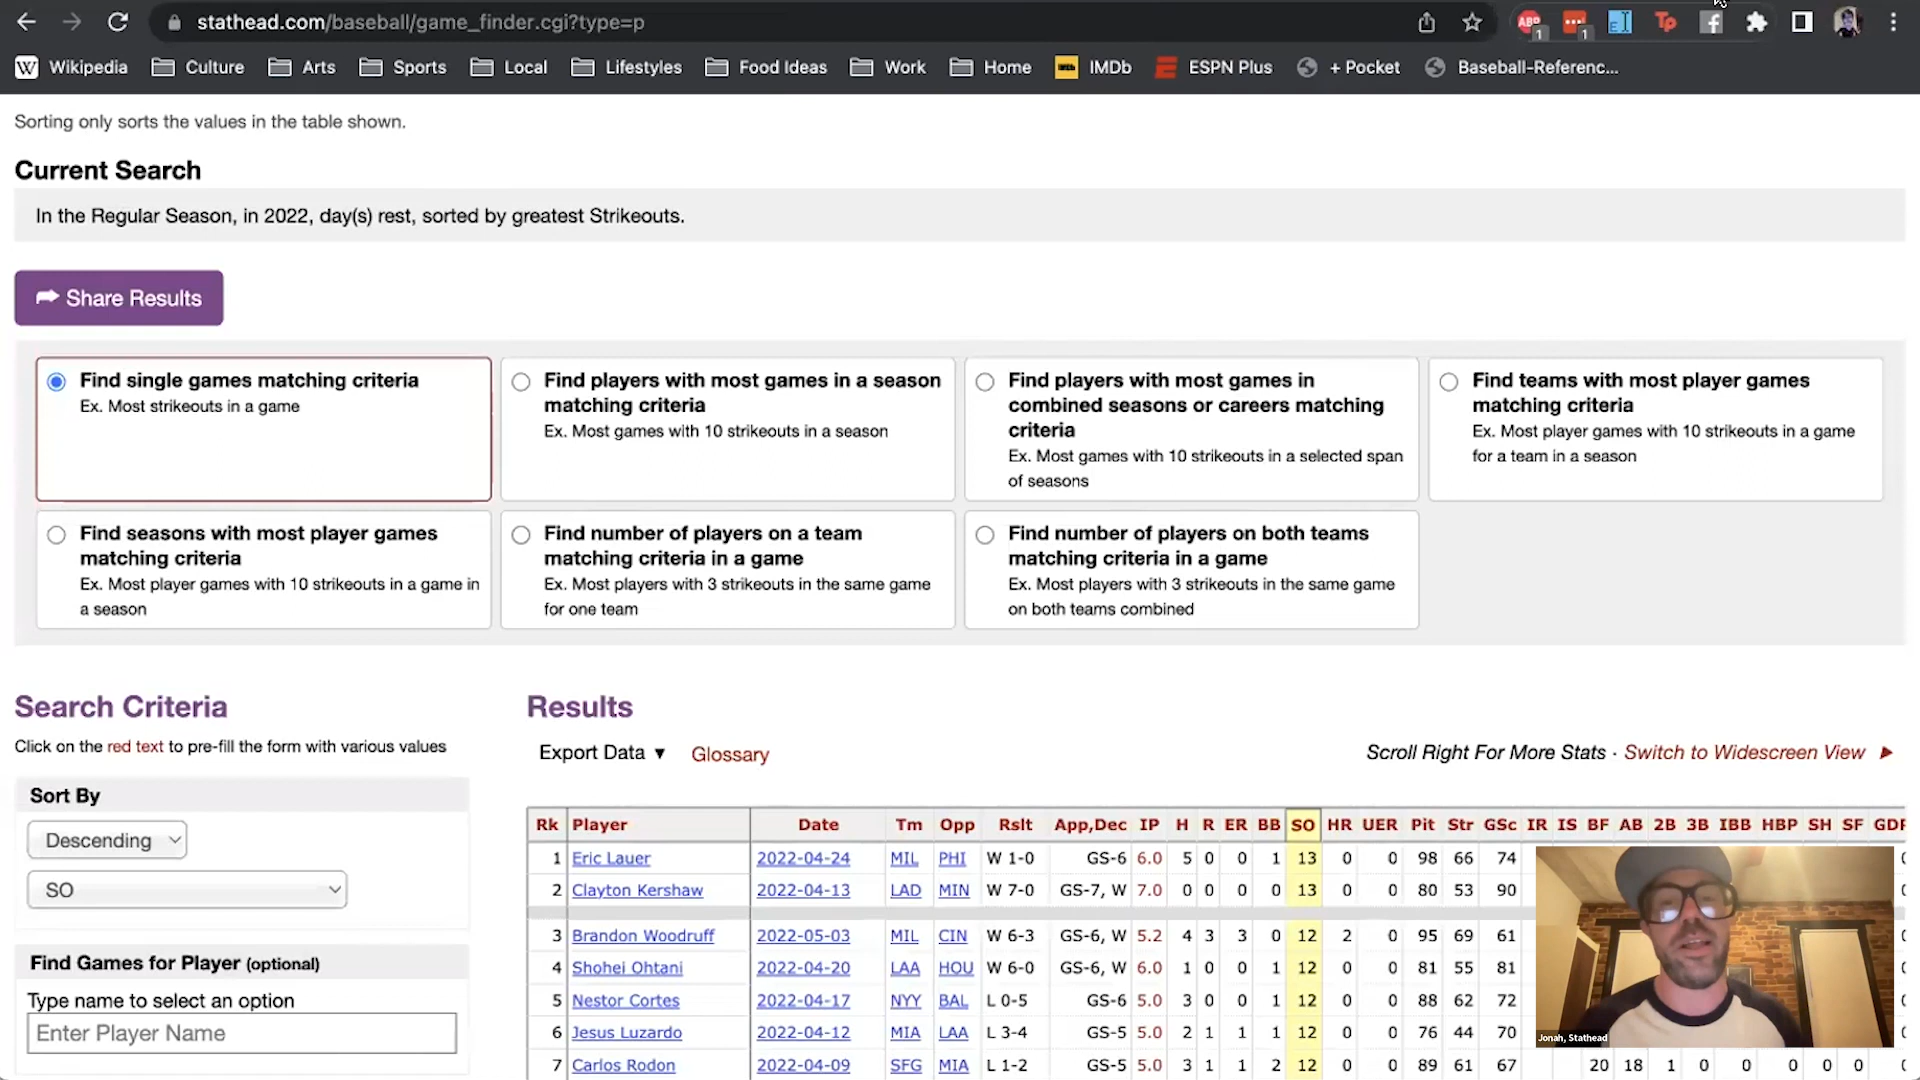 stathead.com/baseball/game_finder.cgi?type=p
ABP 1 1 Tp
W Wikipedia Culture Arts Sports Local Lifestyles Food Ideas Work Home IMDb ESPN Plus + Pocket Baseball-Referenc...
Sorting only sorts the values in the table shown.
Current Search
In the Regular Season, in 2022, day(s) rest, sorted by greatest Strikeouts.
Share Results
Find single games matching criteria
Ex. Most strikeouts in a game
Find players with most games in a season
matching criteria
Ex. Most games with 10 strikeouts in a season
Find players with most games in
combined seasons or careers matching
criteria
Ex. Most games with 10 strikeouts in a selected span
of seasons
Find teams with most player games
matching criteria
Ex. Most player games with 10 strikeouts in a game
for a team in a season
Find seasons with most player games
matching criteria
Ex. Most player games with 10 strikeouts in a game in
a season
Find number of players on a team
matching criteria in a game
Ex. Most players with 3 strikeouts in the same game
for one team
Find number of players on both teams
matching criteria in a game
Ex. Most players with 3 strikeouts in the same game
on both teams combined
Search Criteria
Click on the red text to pre-fill the form with various values
Sort By
Descending
SO
Find Games for Player (optional)
Type name to select an option
Enter Player Name
Results
Export Data ▼ Glossary
Scroll Right For More Stats · Switch to Widescreen View ►
Rk Player Date Tm Opp Rslt App,Dec IP H R ER BB SO HR UER Pit Str GSc IR IS BF AB 2B 3B IBB HBP SH SF GDP
1 Eric Lauer 2022-04-24 MIL PHI W 1-0 GS-6 6.0 5 0 0 1 13 0 0 98 66 74
2 Clayton Kershaw 2022-04-13 LAD MIN W 7-0 GS-7, W 7.0 0 0 0 0 13 0 0 80 53 90
3 Brandon Woodruff 2022-05-03 MIL CIN W 6-3 GS-6, W 5.2 4 3 3 0 12 2 0 95 69 61
4 Shohei Ohtani 2022-04-20 LAA HOU W 6-0 GS-6, W 6.0 1 0 0 1 12 0 0 81 55 81
5 Nestor Cortes 2022-04-17 NYY BAL L 0-5 GS-6 5.0 3 0 0 1 12 0 0 88 62 72
6 Jesus Luzardo 2022-04-12 MIA LAA L 3-4 GS-5 5.0 2 1 1 1 12 0 0 76 44 70
7 Carlos Rodon 2022-04-09 SFG MIA L 1-2 GS-5 5.0 3 1 1 2 12 0 0 89 61 67 20 18 1 0 0 0 0 0
Jonah, Stathead